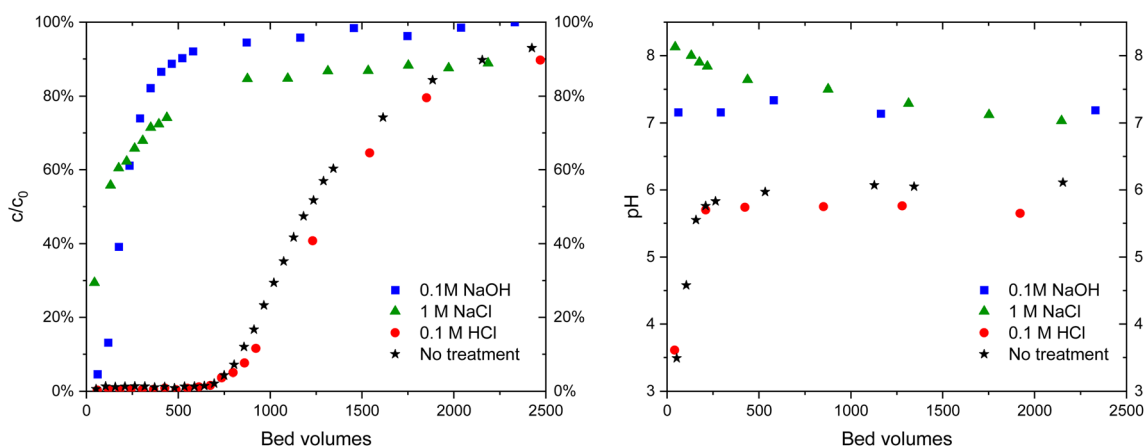 100%
80%
60%
40%
20%
0%
c/c0
100%
80%
60%
40%
20%
0%
0.1M NaOH
1 M NaCl
0.1 M HCl
No treatment
0 500 1000 1500 2000 2500
Bed volumes
8
7
6
5
4
3
pH
8
7
6
5
4
3
0.1M NaOH
1 M NaCl
0.1 M HCl
No treatment
0 500 1000 1500 2000 2500
Bed volumes